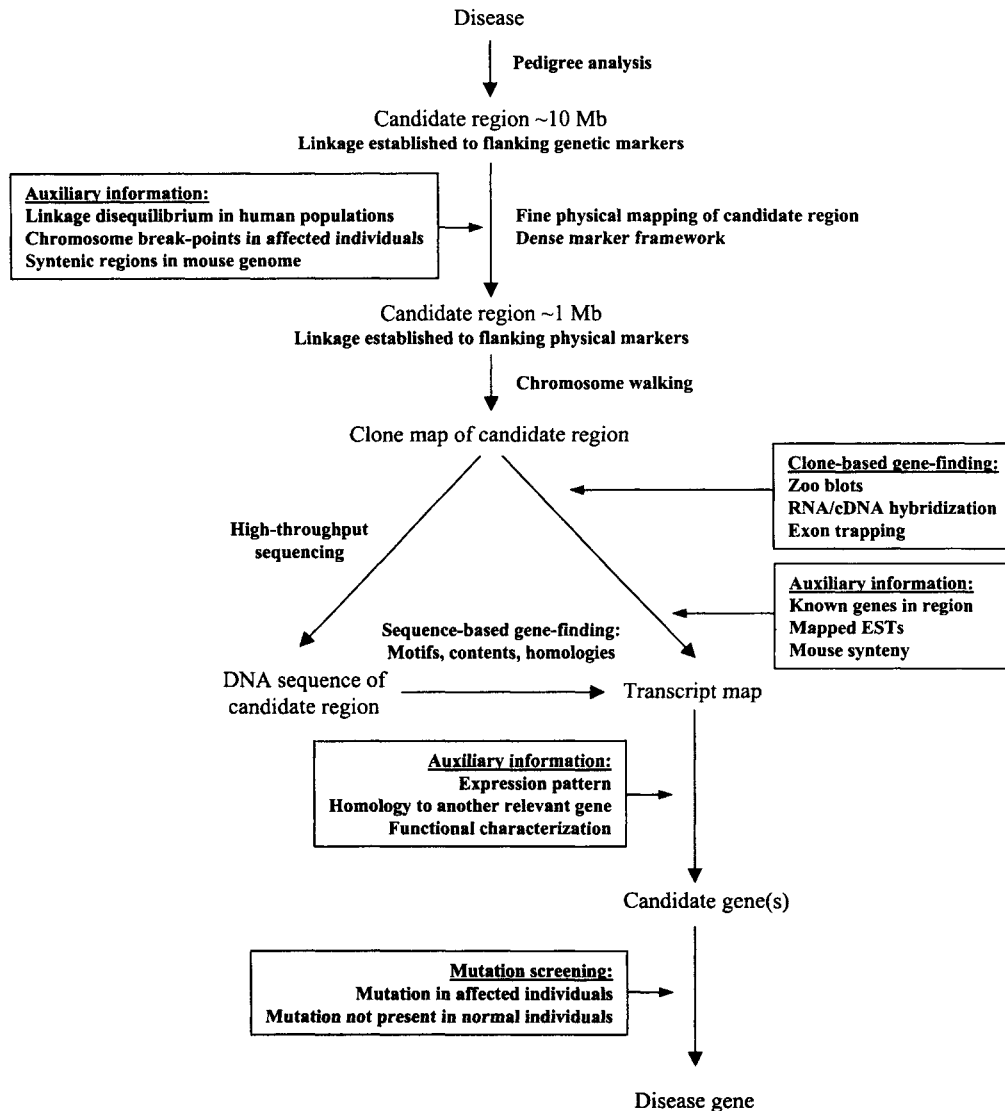 Disease
Pedigree analysis
Candidate region ~10 Mb
Linkage established to flanking genetic markers
Auxiliary information:
Linkage disequilibrium in human populations
Chromosome break-points in affected individuals
Syntenic regions in mouse genome
Fine physical mapping of candidate region
Dense marker framework
Candidate region ~1 Mb
Linkage established to flanking physical markers
Chromosome walking
Clone map of candidate region
Clone-based gene-finding:
Zoo blots
RNA/cDNA hybridization
Exon trapping
High-throughput
sequencing
Auxiliary information:
Known genes in region
Mapped ESTs
Mouse synteny
Sequence-based gene-finding:
Motifs, contents, homologies
DNA sequence of
candidate region
Transcript map
Auxiliary information:
Expression pattern
Homology to another relevant gene
Functional characterization
Candidate gene(s)
Mutation screening:
Mutation in affected individuals
Mutation not present in normal individuals
Disease gene